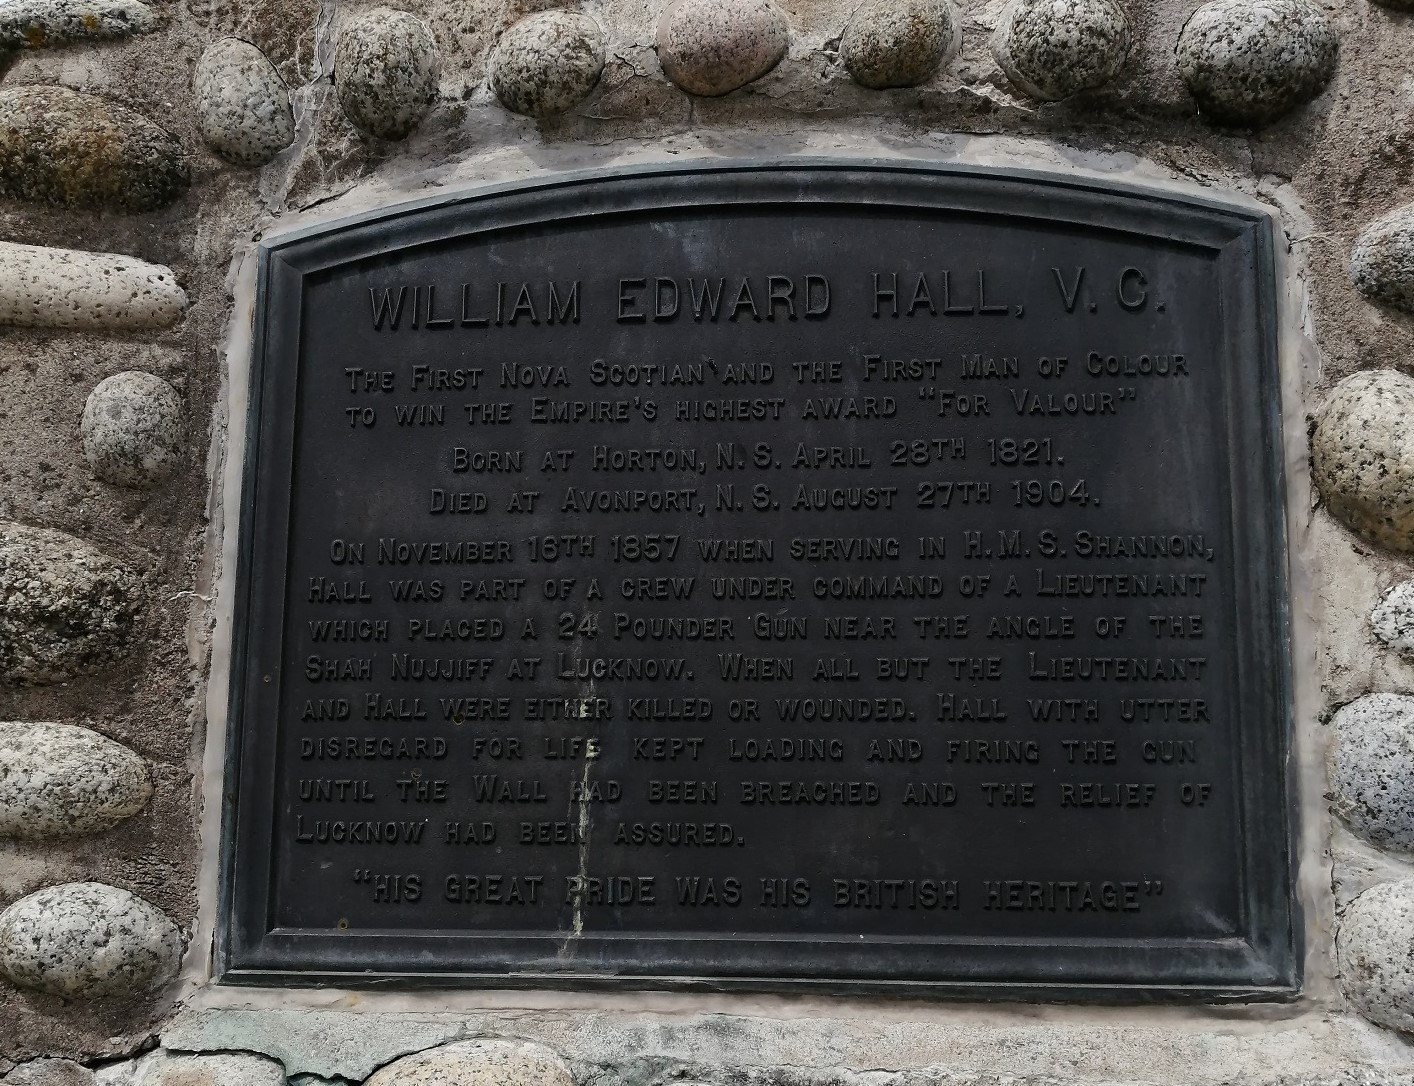 WILLIAM EDWARD HALL, V. C.
THE FIRST NOVA SCOTIAN AND THE FIRST MAN OF COLOUR
TO WIN THE EMPIRE'S HIGHEST AWARD "FOR VALOUR"
BORN AT HORTON, N. S. APRIL 28TH 1821.
DIED AT AVONPORT, N. S. AUGUST 27TH 1904.
ON NOVEMBER 16TH 1857 WHEN SERVING IN H. M. S. SHANNON,
HALL WAS PART OF A CREW UNDER COMMAND OF A LIEUTENANT
WHICH PLACED A 24 POUNDER GUN NEAR THE ANGLE OF THE
SHAH NUJJIFF AT LUCKNOW. WHEN ALL BUT THE LIEUTENANT
AND HALL WERE EITHER KILLED OR WOUNDED. HALL WITH UTTER
DISREGARD FOR LIFE KEPT LOADING AND FIRING THE GUN
UNTIL THE WALL HAD BEEN BREACHED AND THE RELIEF OF
LUCKNOW HAD BEEN ASSURED.
"HIS GREAT PRIDE WAS HIS BRITISH HERITAGE"